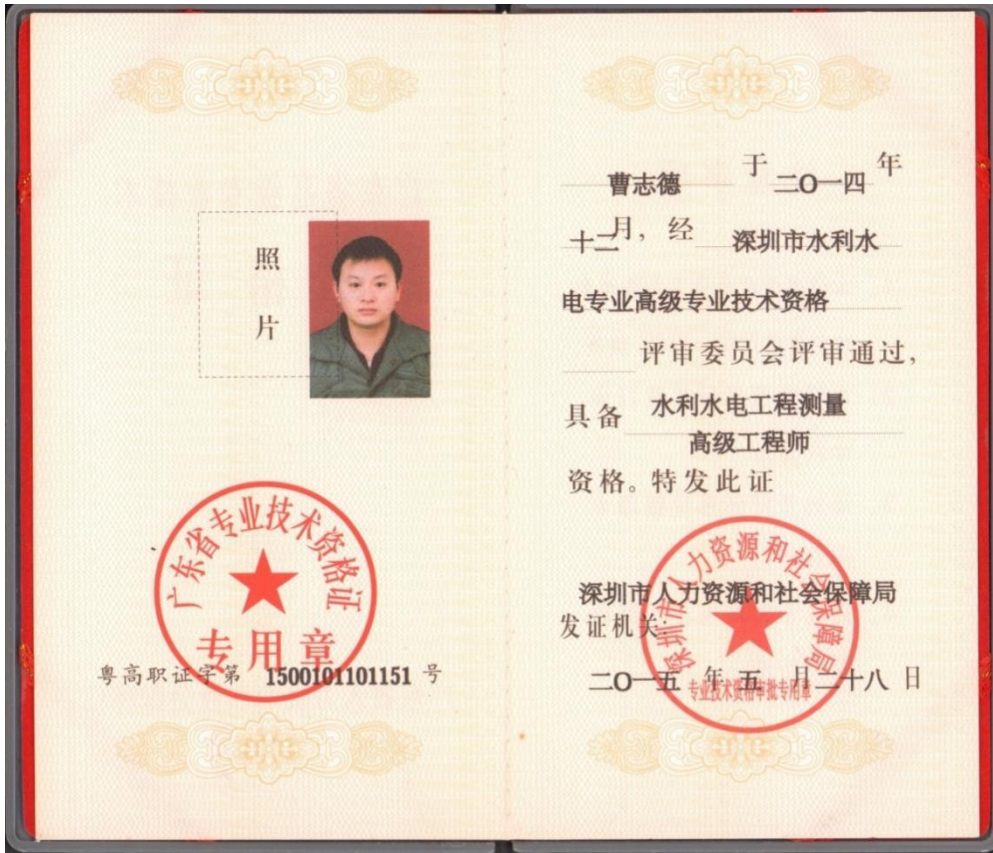 照
片
广东省专业技术资格证
专用章
粤高职证字第 1500101101151 号
曹志德 于 二O一四 年
十二月，经 深圳市水利水
电专业高级专业技术资格
评审委员会评审通过，
具备 水利水电工程测量
高级工程师
资格。特发此证
深圳市人力资源和社会保障局
深圳市人力资源和社会保障局
发证机关：
二O一五 年 五 月二十八 日
专业技术资格审批专用章